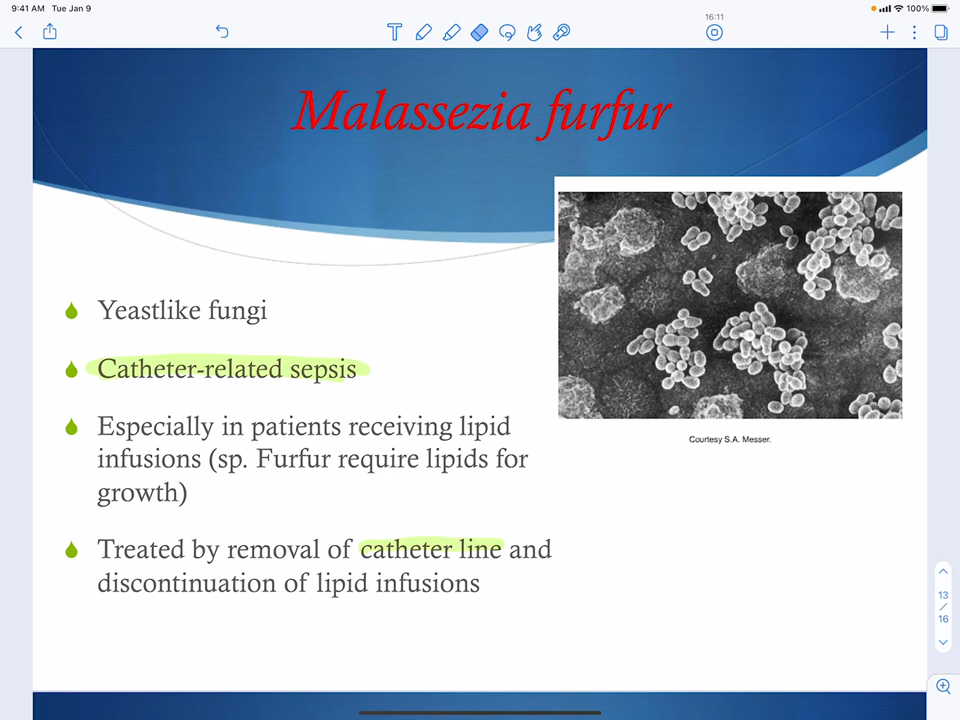 9:41 AM Tue Jan 9
100%
16:11
Malassezia furfur
Yeastlike fungi
Catheter-related sepsis
Especially in patients receiving lipid
infusions (sp. Furfur require lipids for
growth)
Treated by removal of catheter line and
discontinuation of lipid infusions
Courtesy S.A. Messer.
13
/
16